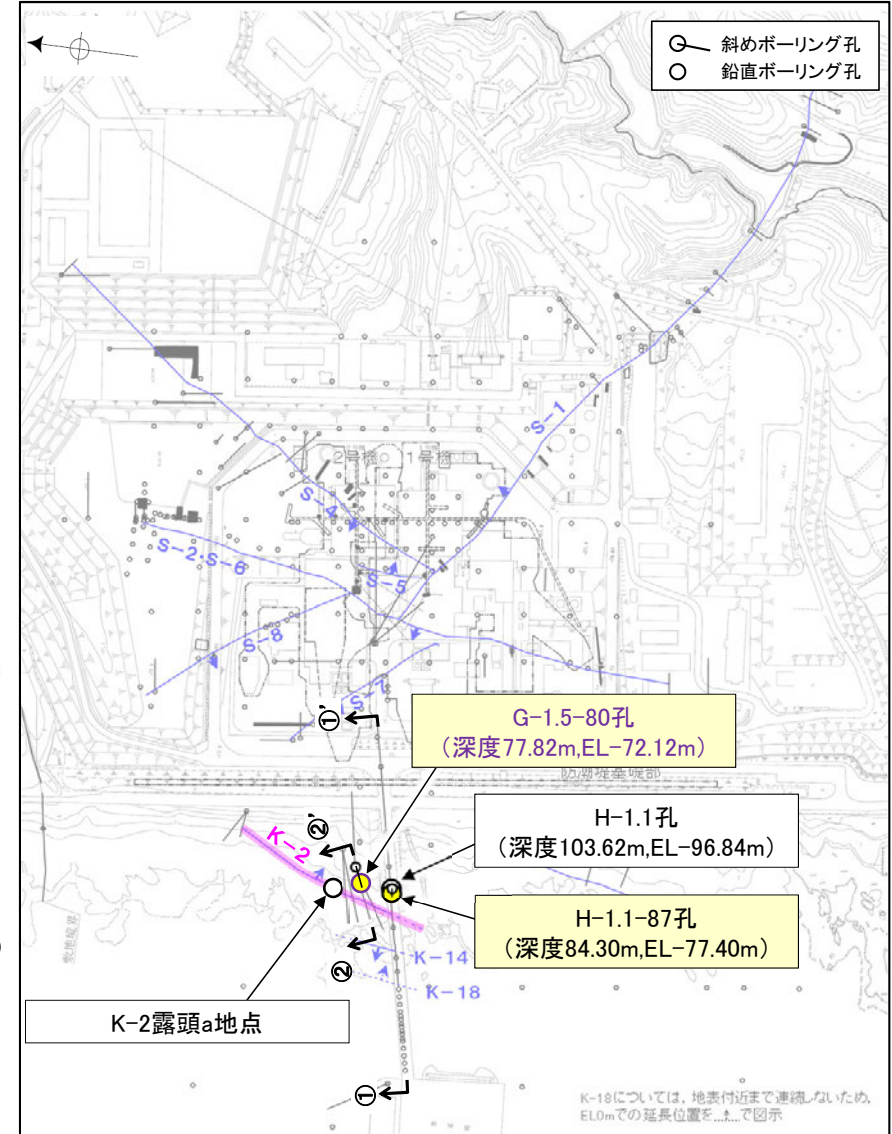 斜めボーリング孔
鉛直ボーリング孔
S-1
2号機
1号機
S-4
S-2・S-6
S-5
S-8
S-7
①'
G-1.5-80孔
（深度77.82m,EL-72.12m）
防潮堤基礎部
②'
K-2
H-1.1孔
（深度103.62m,EL-96.84m）
H-1.1-87孔
（深度84.30m,EL-77.40m）
敷地境界
K-14
②
K-18
K-2露頭a地点
①
K-18については，地表付近まで連続しないため，
EL0mでの延長位置を で図示